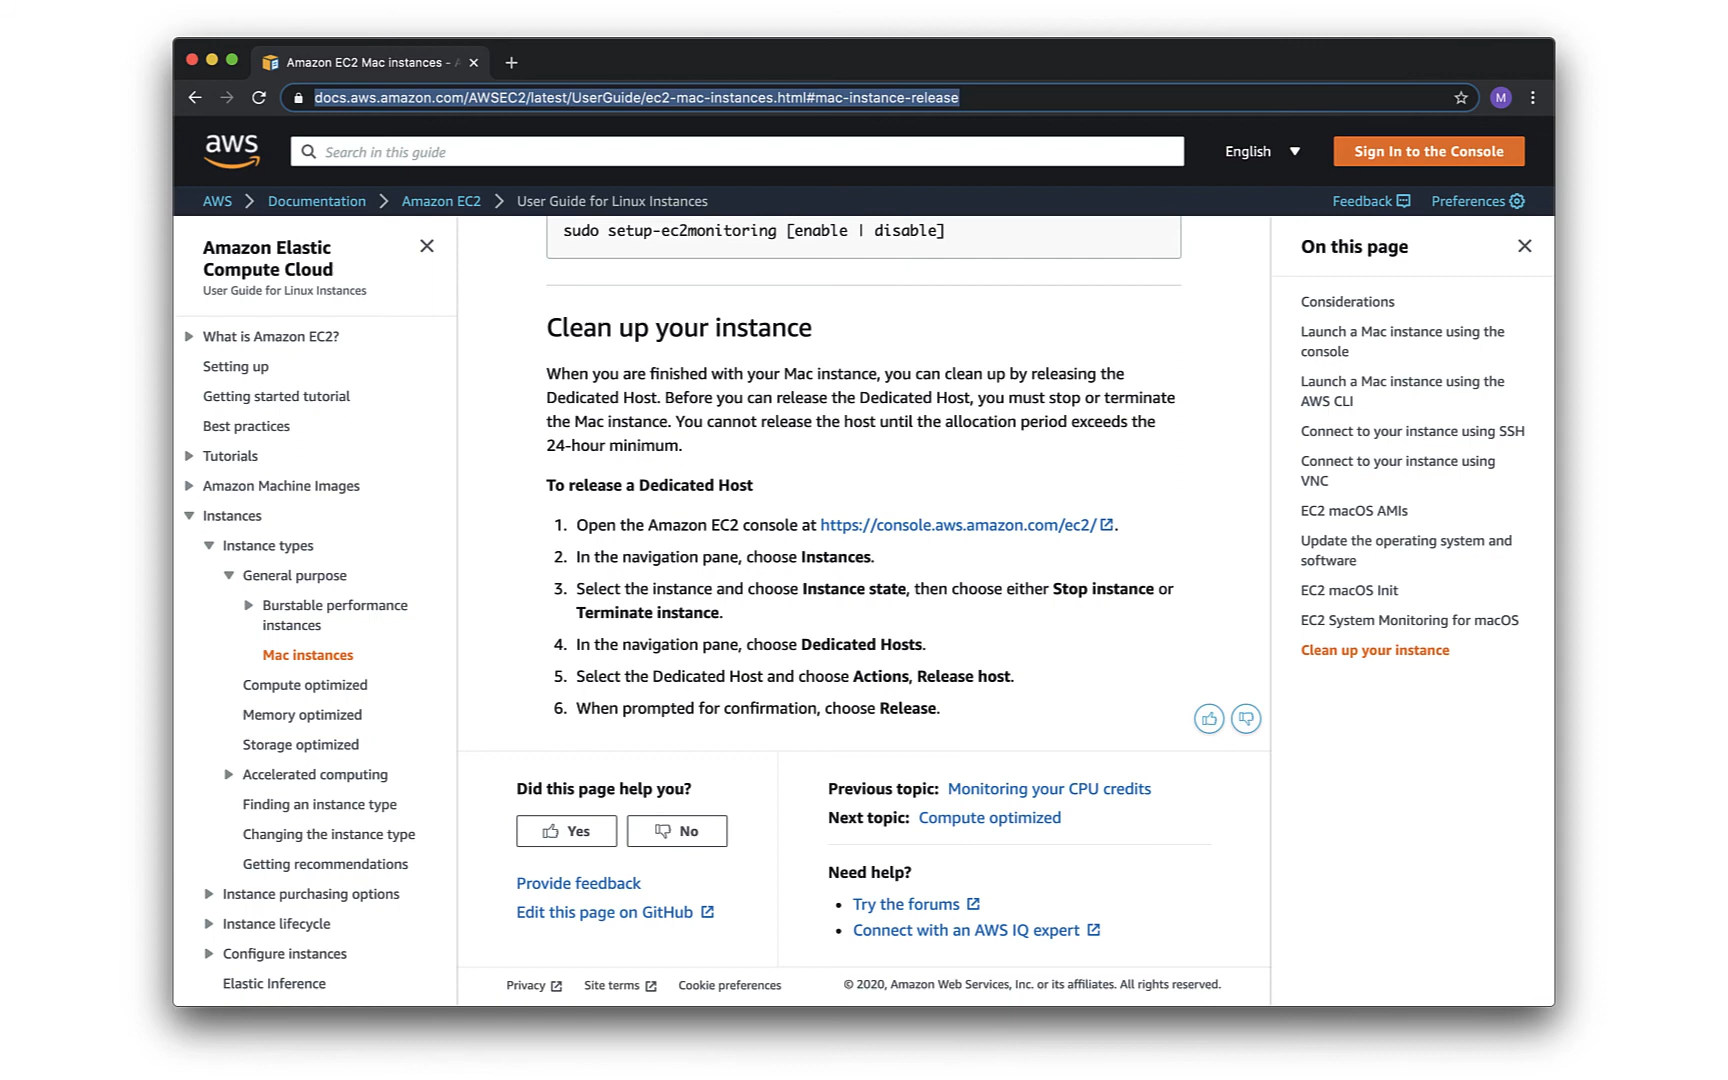 Amazon EC2 Mac instances - A
docs.aws.amazon.com/AWSEC2/latest/UserGuide/ec2-mac-instances.html#mac-instance-release
M
aws
Search in this guide
English
Sign In to the Console
AWS
Documentation
Amazon EC2
User Guide for Linux Instances
Feedback
Preferences
Amazon Elastic
Compute Cloud
User Guide for Linux Instances
What is Amazon EC2?
Setting up
Getting started tutorial
Best practices
Tutorials
Amazon Machine Images
Instances
Instance types
General purpose
Burstable performance
instances
Mac instances
Compute optimized
Memory optimized
Storage optimized
Accelerated computing
Finding an instance type
Changing the instance type
Getting recommendations
Instance purchasing options
Instance lifecycle
Configure instances
Elastic Inference
sudo setup-ec2monitoring [enable | disable]
Clean up your instance
When you are finished with your Mac instance, you can clean up by releasing the
Dedicated Host. Before you can release the Dedicated Host, you must stop or terminate
the Mac instance. You cannot release the host until the allocation period exceeds the
24-hour minimum.
To release a Dedicated Host
1. Open the Amazon EC2 console at https://console.aws.amazon.com/ec2/.
2. In the navigation pane, choose Instances.
3. Select the instance and choose Instance state, then choose either Stop instance or
Terminate instance.
4. In the navigation pane, choose Dedicated Hosts.
5. Select the Dedicated Host and choose Actions, Release host.
6. When prompted for confirmation, choose Release.
Did this page help you?
Yes
No
Provide feedback
Edit this page on GitHub
Previous topic: Monitoring your CPU credits
Next topic: Compute optimized
Need help?
• Try the forums
• Connect with an AWS IQ expert
Privacy
Site terms
Cookie preferences
© 2020, Amazon Web Services, Inc. or its affiliates. All rights reserved.
On this page
Considerations
Launch a Mac instance using the
console
Launch a Mac instance using the
AWS CLI
Connect to your instance using SSH
Connect to your instance using
VNC
EC2 macOS AMIs
Update the operating system and
software
EC2 macOS Init
EC2 System Monitoring for macOS
Clean up your instance